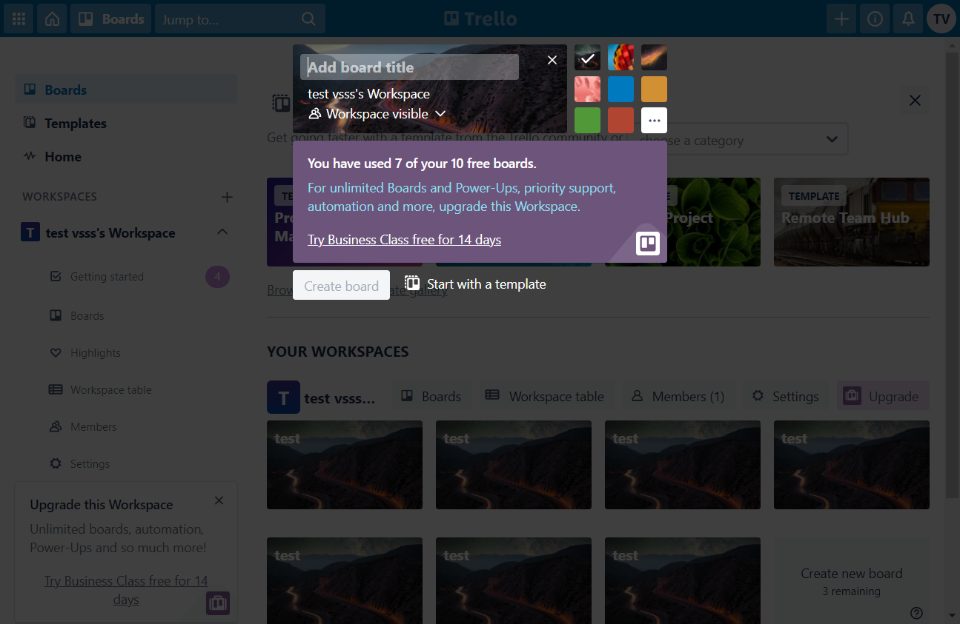 Boards
Jump to...
Trello
TV
Add board title
test vsss's Workspace
Workspace visible
Boards
Templates
Home
WORKSPACES
T test vsss's Workspace
Getting started 4
Boards
Highlights
Workspace table
Members
Settings
Upgrade this Workspace
Unlimited boards, automation,
Power-Ups and so much more!
Try Business Class free for 14
days
Get going faster with a template from the Trello community or
choose a category
You have used 7 of your 10 free boards.
For unlimited Boards and Power-Ups, priority support,
automation and more, upgrade this Workspace.
Try Business Class free for 14 days
Project
TEMPLATE
Remote Team Hub
Create board
Start with a template
gallery
YOUR WORKSPACES
T test vsss...
Boards
Workspace table
Members (1)
Settings
Upgrade
test
test
test
test
test
test
test
Create new board
3 remaining